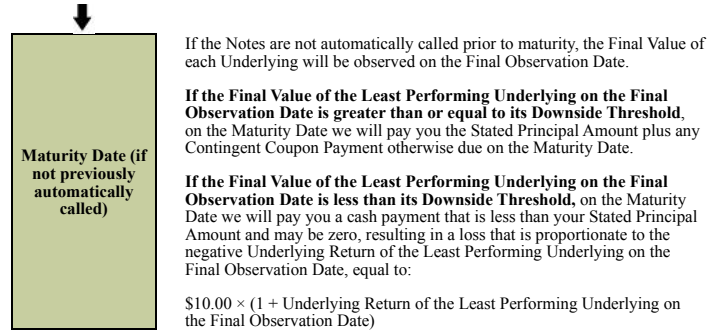 Maturity Date (if
not previously
automatically
called)
If the Notes are not automatically called prior to maturity, the Final Value of
each Underlying will be observed on the Final Observation Date.
If the Final Value of the Least Performing Underlying on the Final
Observation Date is greater than or equal to its Downside Threshold,
on the Maturity Date we will pay you the Stated Principal Amount plus any
Contingent Coupon Payment otherwise due on the Maturity Date.
If the Final Value of the Least Performing Underlying on the Final
Observation Date is less than its Downside Threshold, on the Maturity
Date we will pay you a cash payment that is less than your Stated Principal
Amount and may be zero, resulting in a loss that is proportionate to the
negative Underlying Return of the Least Performing Underlying on the
Final Observation Date, equal to:
$10.00 × (1 + Underlying Return of the Least Performing Underlying on
the Final Observation Date)